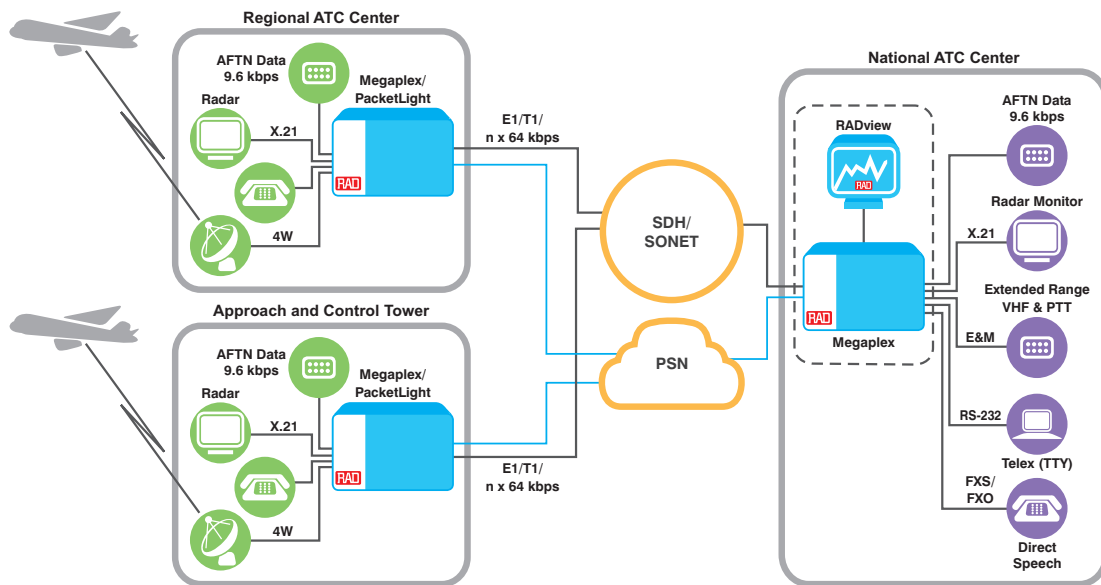 Regional ATC Center
AFTN Data
9.6 kbps
Megaplex/
PacketLight
Radar
X.21
RAD
4W
E1/T1/
n x 64 kbps
Approach and Control Tower
AFTN Data
9.6 kbps
Megaplex/
PacketLight
Radar
X.21
RAD
4W
E1/T1/
n x 64 kbps
SDH/
SONET
PSN
National ATC Center
RADview
RAD
RAD
Megaplex
AFTN Data
9.6 kbps
Radar Monitor
X.21
Extended Range
VHF & PTT
E&M
RS-232
Telex (TTY)
FXS/
FXO
Direct
Speech